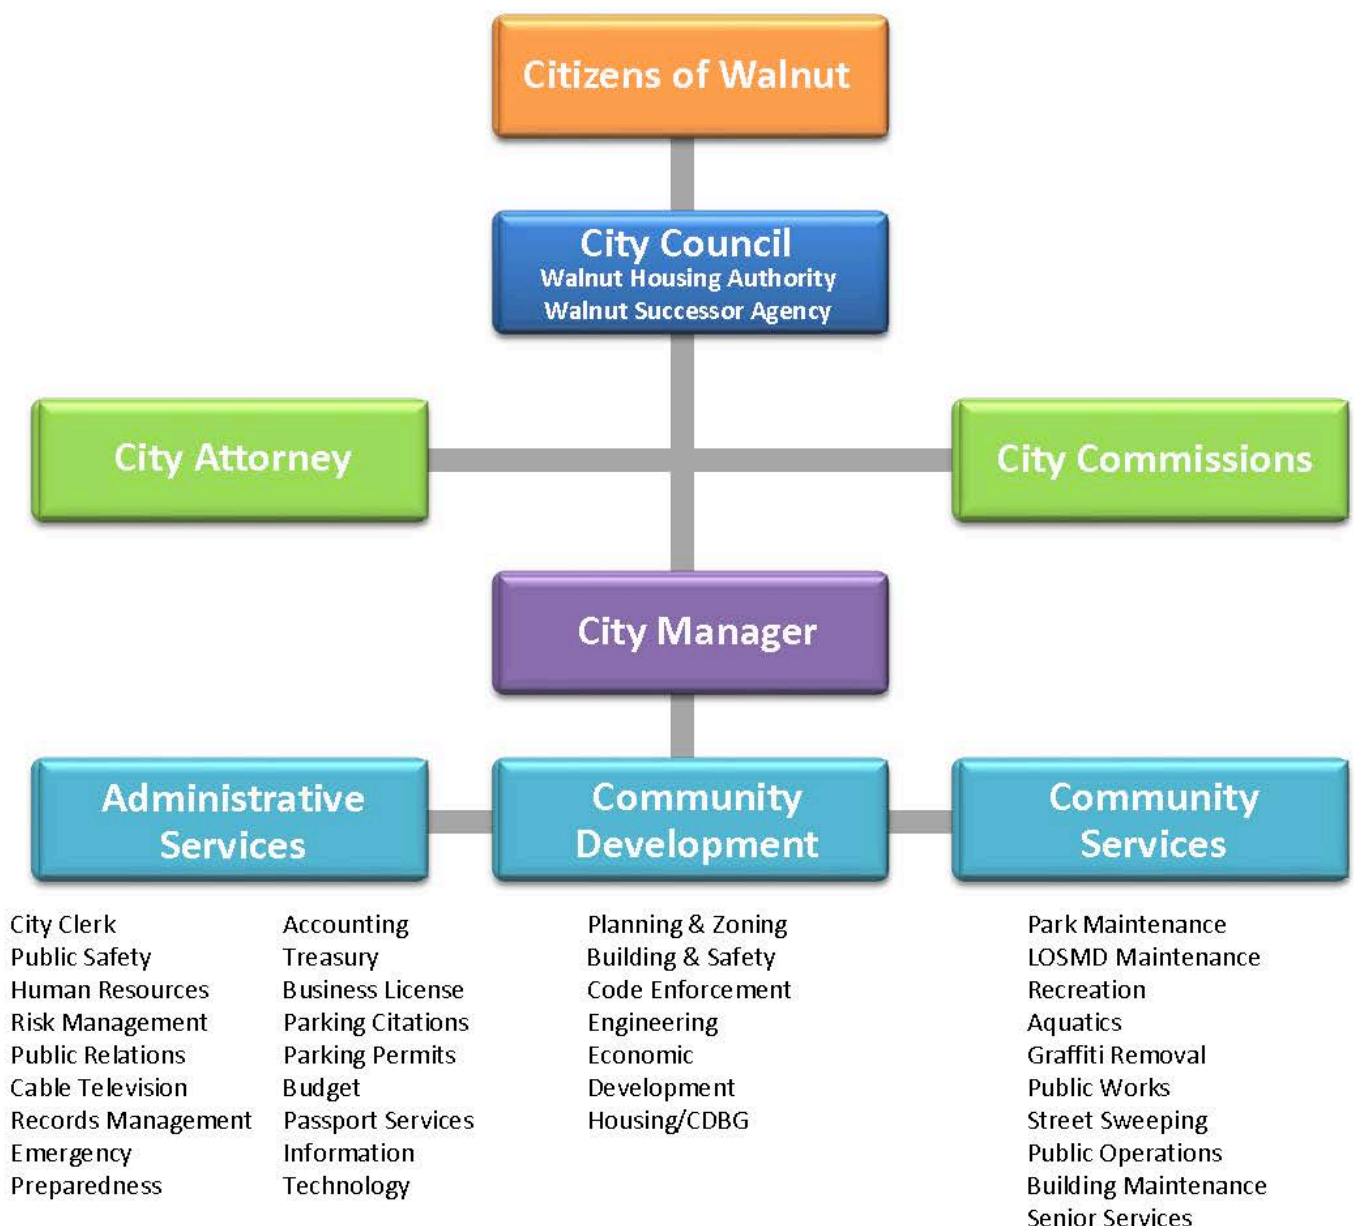 Citizens of Walnut
City Council
Walnut Housing Authority
Walnut Successor Agency
City Attorney
City Commissions
City Manager
Administrative
Services
Community
Development
Community
Services
City Clerk
Public Safety
Human Resources
Risk Management
Public Relations
Cable Television
Records Management
Emergency
Preparedness
Accounting
Treasury
Business License
Parking Citations
Parking Permits
Budget
Passport Services
Information
Technology
Planning & Zoning
Building & Safety
Code Enforcement
Engineering
Economic
Development
Housing/CDBG
Park Maintenance
LOSMD Maintenance
Recreation
Aquatics
Graffiti Removal
Public Works
Street Sweeping
Public Operations
Building Maintenance
Senior Services